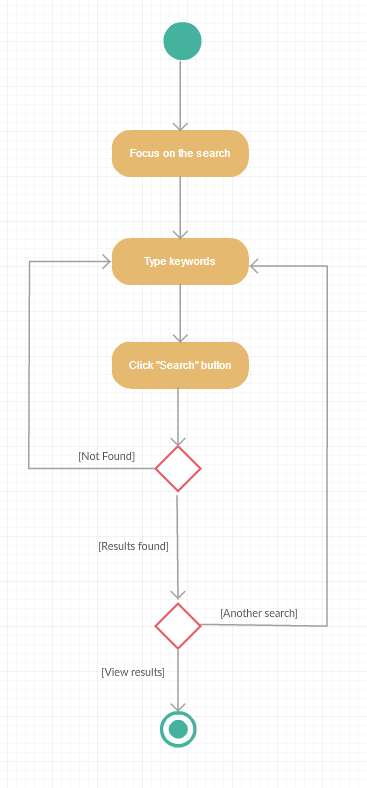 Focus on the search
Type keywords
Click "Search" button
[Not Found]
[Results found]
[Another search]
[View results]